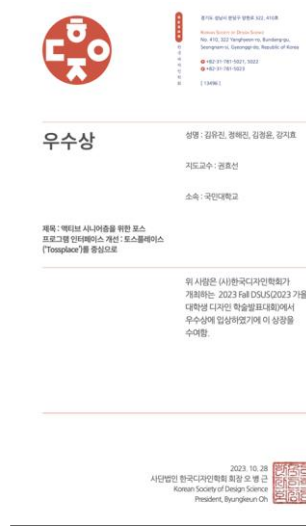 경기도 성남시 분당구 양현로 322, 410호
Korean Society of Design Science
No. 410, 322 Yanghyeon-ro, Bundang-gu,
Seongnam-si, Gyeonggi-do, Republic of Korea
+82-31-781-5021, 5022
+82-31-781-5023
[13496]
우수상
성명 : 김유진, 정해진, 김정윤, 강지효
지도교수 : 권효선
소속 : 국민대학교
제목 : 액티브 시니어층을 위한 포스
프로그램 인터페이스 개선 : 토스플레이스
('Tossplace')를 중심으로
위 사람은 (사)한국디자인학회가
개최하는 2023 Fall DSUS(2023 가을
대학생 디자인 학술발표대회)에서
우수상에 입상하였기에 이 상장을
수여함.
2023. 10. 28
사단법인 한국디자인학회 회장 오 병 근
Korean Society of Design Science
President, Byungkeun Oh